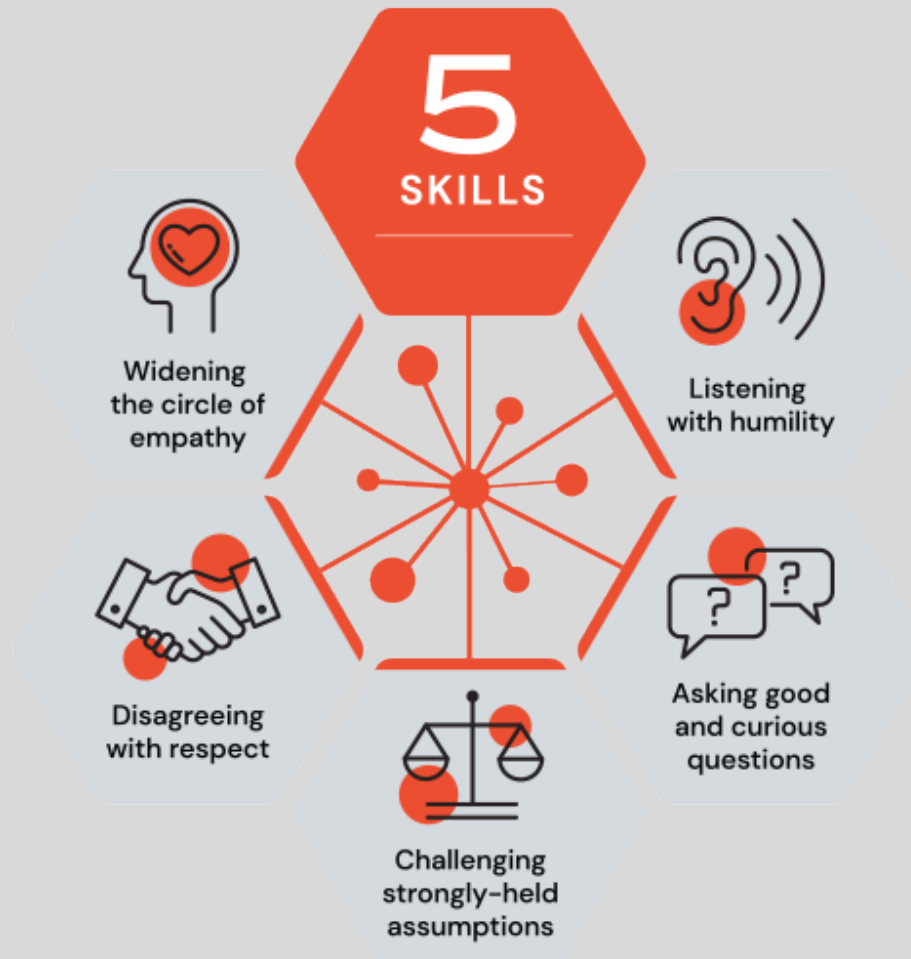 5
SKILLS
Widening
the circle of
empathy
Listening
with humility
Disagreeing
with respect
?
?
Asking good
and curious
questions
Challenging
strongly-held
assumptions